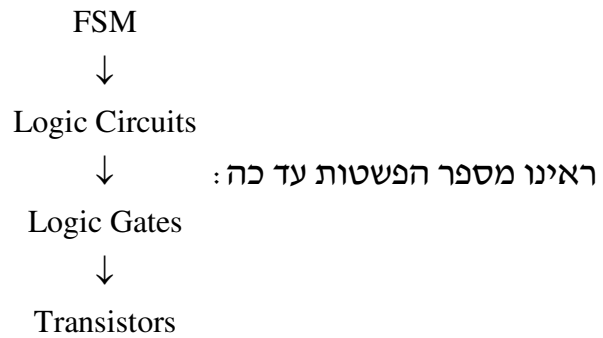 FSM
↓
Logic Circuits
↓ ראינו מספר הפשטות עד כה:
Logic Gates
↓
Transistors